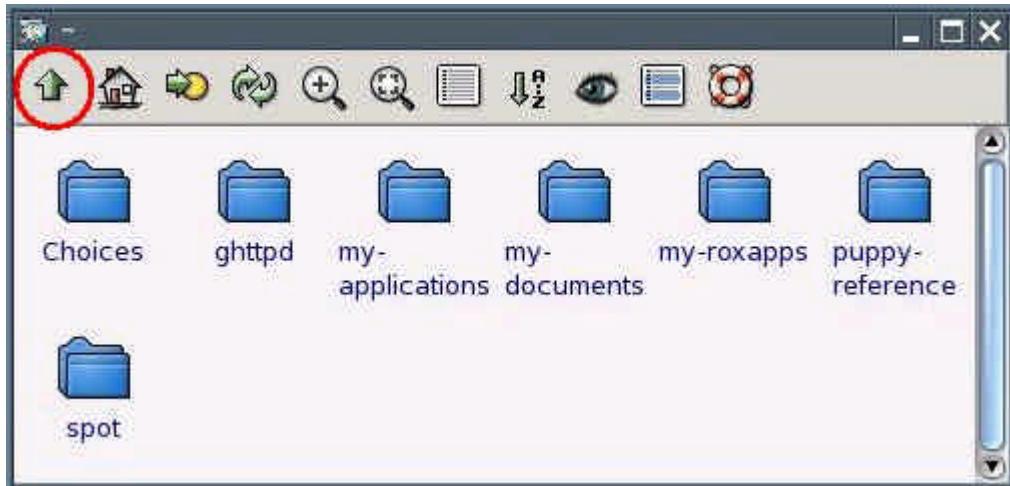 ~
A
Z
Choices
ghttpd
my-
applications
my-
documents
my-roxapps
puppy-
reference
spot